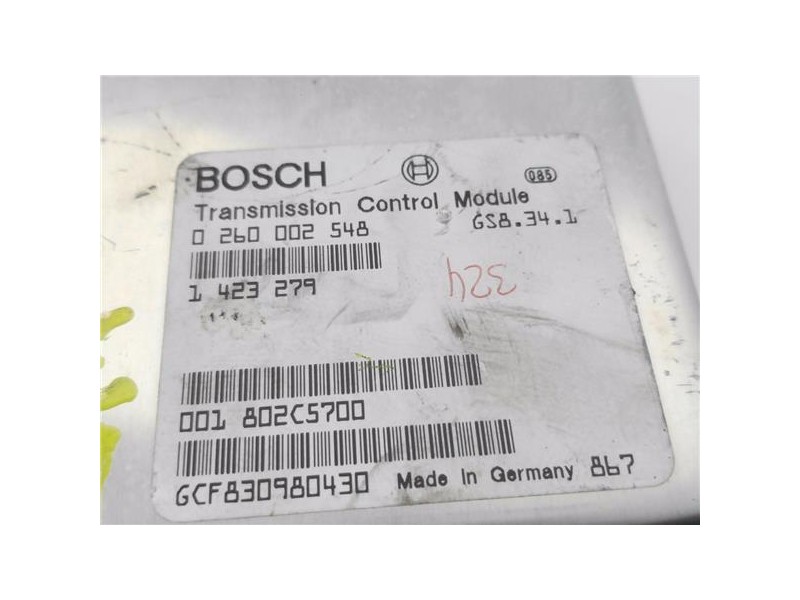 BOSCH
085
Transmission Control Module
0 260 002 548
GS8.34.1
1 423 279
324
001 802C5700
GCF830980430 Made in Germany 867